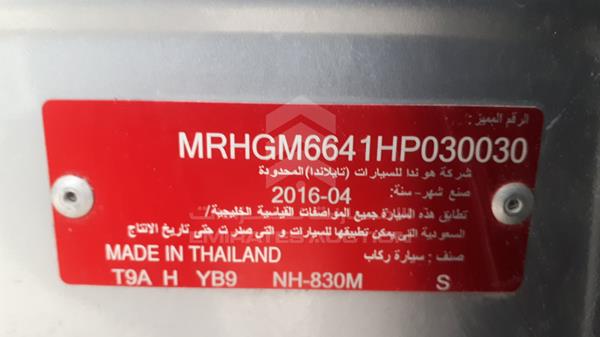 الرقم المميز:
MRHGM6641HP030030
شركة هوندا للسيارات (تايلاندا) المحدودة
صنع شهر- سنة: 2016-04
تطابق هذه السيارة جميع المواصفات القياسية الخليجية/
السعودية التي يمكن تطبيقها للسيارات و التي صدرت حتى تاريخ الانتاج
صنف : سيارة ركاب MADE IN THAILAND
T9A H YB9 NH-830M S
EMIRATES AUCTION